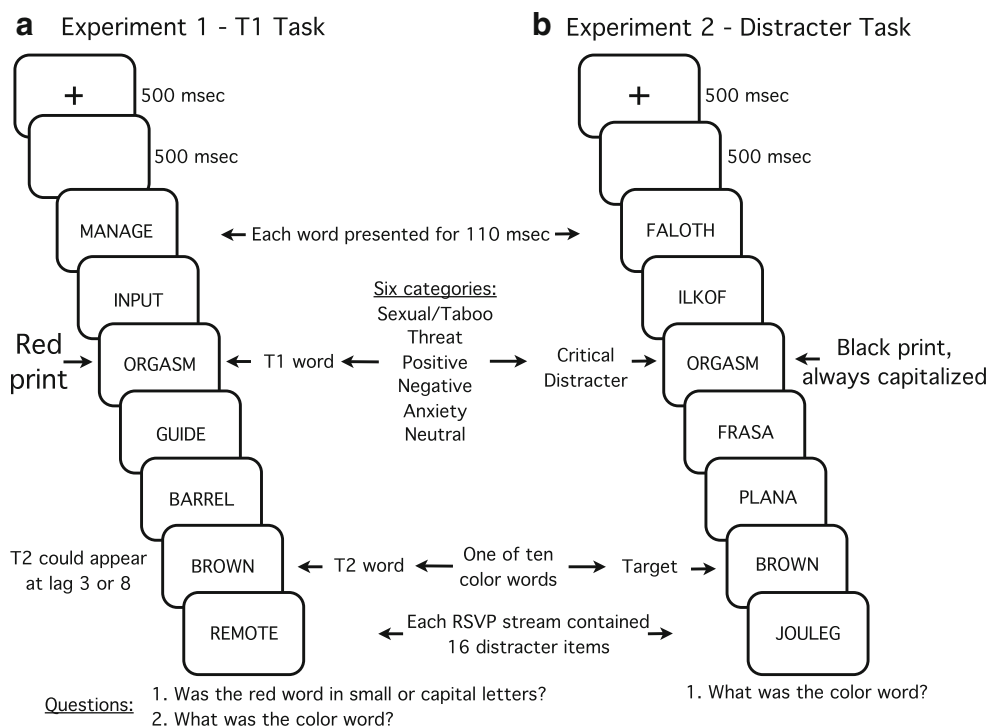 a Experiment 1 - T1 Task
b Experiment 2 - Distracter Task
+
500 msec
500 msec
+
500 msec
500 msec
MANAGE
Each word presented for 110 msec
FALOTH
INPUT
ILKOF
Six categories:
Sexual/Taboo
Threat
Positive
Negative
Anxiety
Neutral
Red
print
ORGASM
T1 word
Critical
Distracter
ORGASM
Black print,
always capitalized
GUIDE
FRASA
BARREL
PLANA
T2 could appear
at lag 3 or 8
BROWN
T2 word
One of ten
color words
Target
BROWN
REMOTE
Each RSVP stream contained
16 distracter items
JOULEG
Questions:
1. Was the red word in small or capital letters?
2. What was the color word?
1. What was the color word?